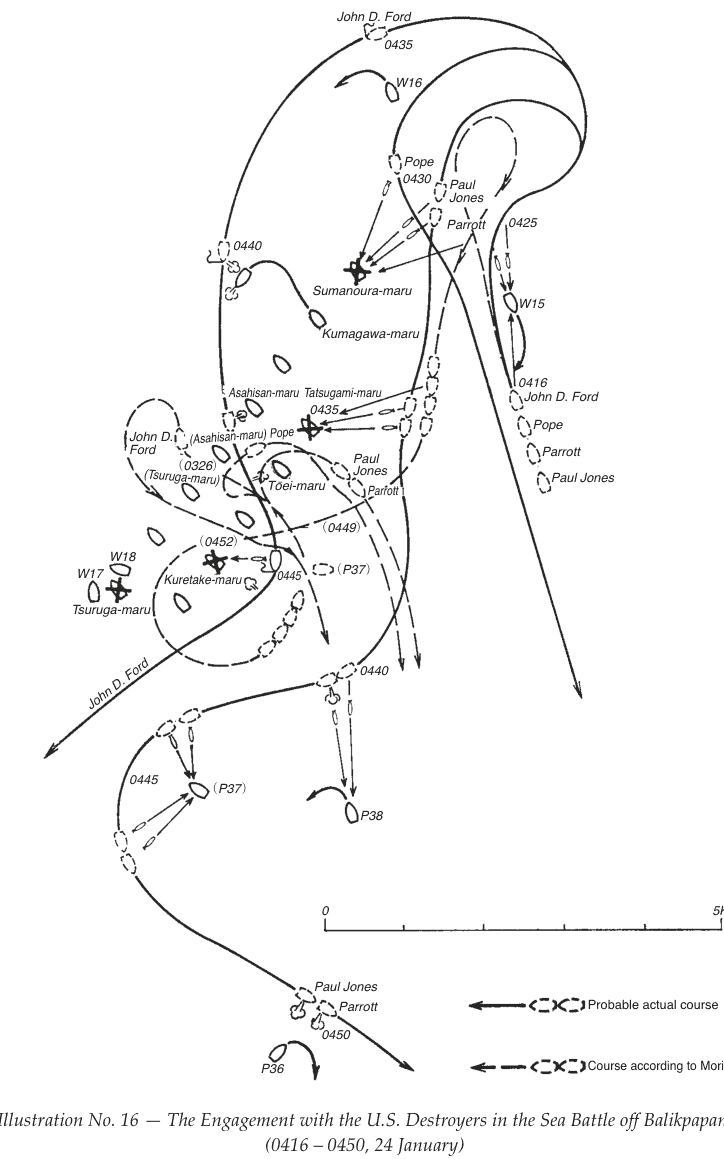 John D. Ford
0435
W16
Pope
0430
Paul
Jones
Parrott
0425
0440
Sumanoura-maru
W15
Kumagawa-maru
0416
John D. Ford
Asahisan-maru Tatsugami-maru
0435
Pope
John D.
Ford
(Asahisan-maru) Pope
Parrott
Paul
Jones
(0326)
(Tsuruga-maru)
Toei-maru
Parfott
Paul Jones
(0449)
(0452)
W18
W17
Kuretake-maru
0445
(P37)
Tsuruga-maru
John D. Ford
0440
0445
(P37)
P38
0
5
Paul Jones
Parrott
0450
P36
Probable actual course
Course according to Mori
Illustration No. 16 — The Engagement with the U.S. Destroyers in the Sea Battle off Balikpapan
(0416 – 0450, 24 January)